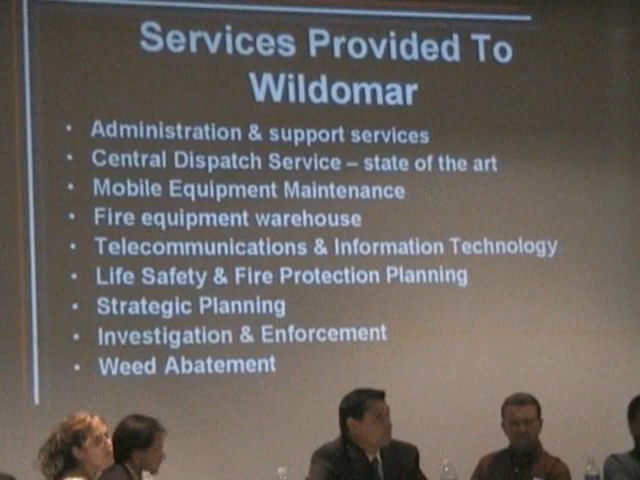 Services Provided To
Wildomar
• Administration & support services
• Central Dispatch Service – state of the art
• Mobile Equipment Maintenance
• Fire equipment warehouse
• Telecommunications & Information Technology
• Life Safety & Fire Protection Planning
• Strategic Planning
• Investigation & Enforcement
• Weed Abatement